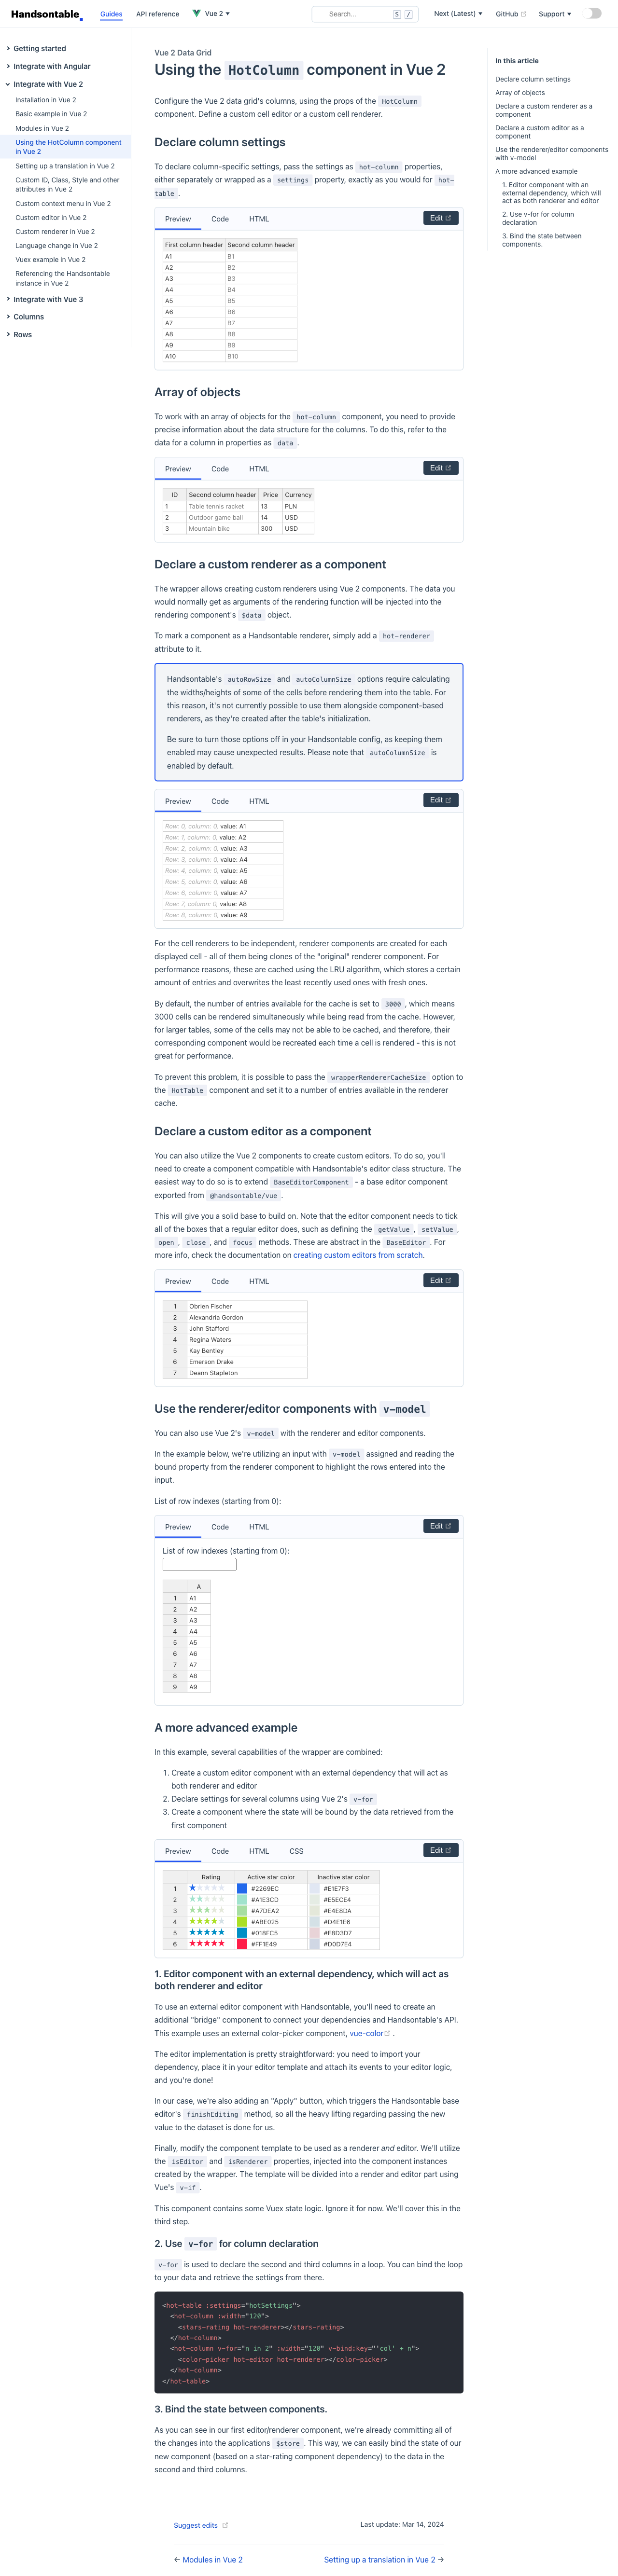 Handsontable
Guides
API reference
Vue 2
Search...
S
/
Next (Latest)
GitHub
Support
Getting started
Integrate with Angular
Integrate with Vue 2
Installation in Vue 2
Basic example in Vue 2
Modules in Vue 2
Using the HotColumn component
in Vue 2
Setting up a translation in Vue 2
Custom ID, Class, Style and other
attributes in Vue 2
Custom context menu in Vue 2
Custom editor in Vue 2
Custom renderer in Vue 2
Language change in Vue 2
Vuex example in Vue 2
Referencing the Handsontable
instance in Vue 2
Integrate with Vue 3
Columns
Rows
Vue 2 Data Grid
Using the HotColumn component in Vue 2
Configure the Vue 2 data grid's columns, using the props of the HotColumn
component. Define a custom cell editor or a custom cell renderer.
Declare column settings
To declare column-specific settings, pass the settings as hot-column properties,
either separately or wrapped as a settings property, exactly as you would for hot-
table.
Preview Code HTML Edit
First column header Second column header
A1 B1
A2 B2
A3 B3
A4 B4
A5 B5
A6 B6
A7 B7
A8 B8
A9 B9
A10 B10
Array of objects
To work with an array of objects for the hot-column component, you need to provide
precise information about the data structure for the columns. To do this, refer to the
data for a column in properties as data.
Preview Code HTML Edit
ID Second column header Price Currency
1 Table tennis racket 13 PLN
2 Outdoor game ball 14 USD
3 Mountain bike 300 USD
Declare a custom renderer as a component
The wrapper allows creating custom renderers using Vue 2 components. The data you
would normally get as arguments of the rendering function will be injected into the
rendering component's $data object.
To mark a component as a Handsontable renderer, simply add a hot-renderer
attribute to it.
Handsontable's autoRowSize and autoColumnSize options require calculating
the widths/heights of some of the cells before rendering them into the table. For
this reason, it's not currently possible to use them alongside component-based
renderers, as they're created after the table's initialization.
Be sure to turn those options off in your Handsontable config, as keeping them
enabled may cause unexpected results. Please note that autoColumnSize is
enabled by default.
Preview Code HTML Edit
Row: 0, column: 0, value: A1
Row: 1, column: 0, value: A2
Row: 2, column: 0, value: A3
Row: 3, column: 0, value: A4
Row: 4, column: 0, value: A5
Row: 5, column: 0, value: A6
Row: 6, column: 0, value: A7
Row: 7, column: 0, value: A8
Row: 8, column: 0, value: A9
For the cell renderers to be independent, renderer components are created for each
displayed cell - all of them being clones of the "original" renderer component. For
performance reasons, these are cached using the LRU algorithm, which stores a certain
amount of entries and overwrites the least recently used ones with fresh ones.
By default, the number of entries available for the cache is set to 3000, which means
3000 cells can be rendered simultaneously while being read from the cache. However,
for larger tables, some of the cells may not be able to be cached, and therefore, their
corresponding component would be recreated each time a cell is rendered - this is not
great for performance.
To prevent this problem, it is possible to pass the wrapperRendererCacheSize option to
the HotTable component and set it to a number of entries available in the renderer
cache.
Declare a custom editor as a component
You can also utilize the Vue 2 components to create custom editors. To do so, you'll
need to create a component compatible with Handsontable's editor class structure. The
easiest way to do so is to extend BaseEditorComponent - a base editor component
exported from @handsontable/vue.
This will give you a solid base to build on. Note that the editor component needs to tick
all of the boxes that a regular editor does, such as defining the getValue, setValue,
open, close, and focus methods. These are abstract in the BaseEditor. For
more info, check the documentation on creating custom editors from scratch.
Preview Code HTML Edit
1 Obrien Fischer
2 Alexandria Gordon
3 John Stafford
4 Regina Waters
5 Kay Bentley
6 Emerson Drake
7 Deann Stapleton
Use the renderer/editor components with v-model
You can also use Vue 2's v-model with the renderer and editor components.
In the example below, we're utilizing an input with v-model assigned and reading the
bound property from the renderer component to highlight the rows entered into the
input.
List of row indexes (starting from 0):
Preview Code HTML Edit
List of row indexes (starting from 0):
A
1 A1
2 A2
3 A3
4 A4
5 A5
6 A6
7 A7
8 A8
9 A9
A more advanced example
In this example, several capabilities of the wrapper are combined:
1. Create a custom editor component with an external dependency that will act as
both renderer and editor
2. Declare settings for several columns using Vue 2's v-for
3. Create a component where the state will be bound by the data retrieved from the
first component
Preview Code HTML CSS Edit
Rating Active star color Inactive star color
1 #2269EC #E1E7F3
2 #A1E3CD #E5ECE4
3 #A7DEA2 #E4E8DA
4 #ABE025 #D4E1E6
5 #018FC5 #E8D3D7
6 #FF1E49 #D0D7E4
1. Editor component with an external dependency, which will act as
both renderer and editor
To use an external editor component with Handsontable, you'll need to create an
additional "bridge" component to connect your dependencies and Handsontable's API.
This example uses an external color-picker component, vue-color .
The editor implementation is pretty straightforward: you need to import your
dependency, place it in your editor template and attach its events to your editor logic,
and you're done!
In our case, we're also adding an "Apply" button, which triggers the Handsontable base
editor's finishEditing method, so all the heavy lifting regarding passing the new
value to the dataset is done for us.
Finally, modify the component template to be used as a renderer and editor. We'll utilize
the isEditor and isRenderer properties, injected into the component instances
created by the wrapper. The template will be divided into a render and editor part using
Vue's v-if.
This component contains some Vuex state logic. Ignore it for now. We'll cover this in the
third step.
2. Use v-for for column declaration
v-for is used to declare the second and third columns in a loop. You can bind the loop
to your data and retrieve the settings from there.
<hot-table :settings="hotSettings">
<hot-column :width="120">
<stars-rating hot-renderer></stars-rating>
</hot-column>
<hot-column v-for="n in 2" :width="120" v-bind:key="'col' + n">
<color-picker hot-editor hot-renderer></color-picker>
</hot-column>
</hot-table>
3. Bind the state between components.
As you can see in our first editor/renderer component, we're already committing all of
the changes into the applications $store. This way, we can easily bind the state of our
new component (based on a star-rating component dependency) to the data in the
second and third columns.
Suggest edits
Last update: Mar 14, 2024
← Modules in Vue 2
Setting up a translation in Vue 2 →
In this article
Declare column settings
Array of objects
Declare a custom renderer as a
component
Declare a custom editor as a
component
Use the renderer/editor components
with v-model
A more advanced example
1. Editor component with an
external dependency, which will
act as both renderer and editor
2. Use v-for for column
declaration
3. Bind the state between
components.